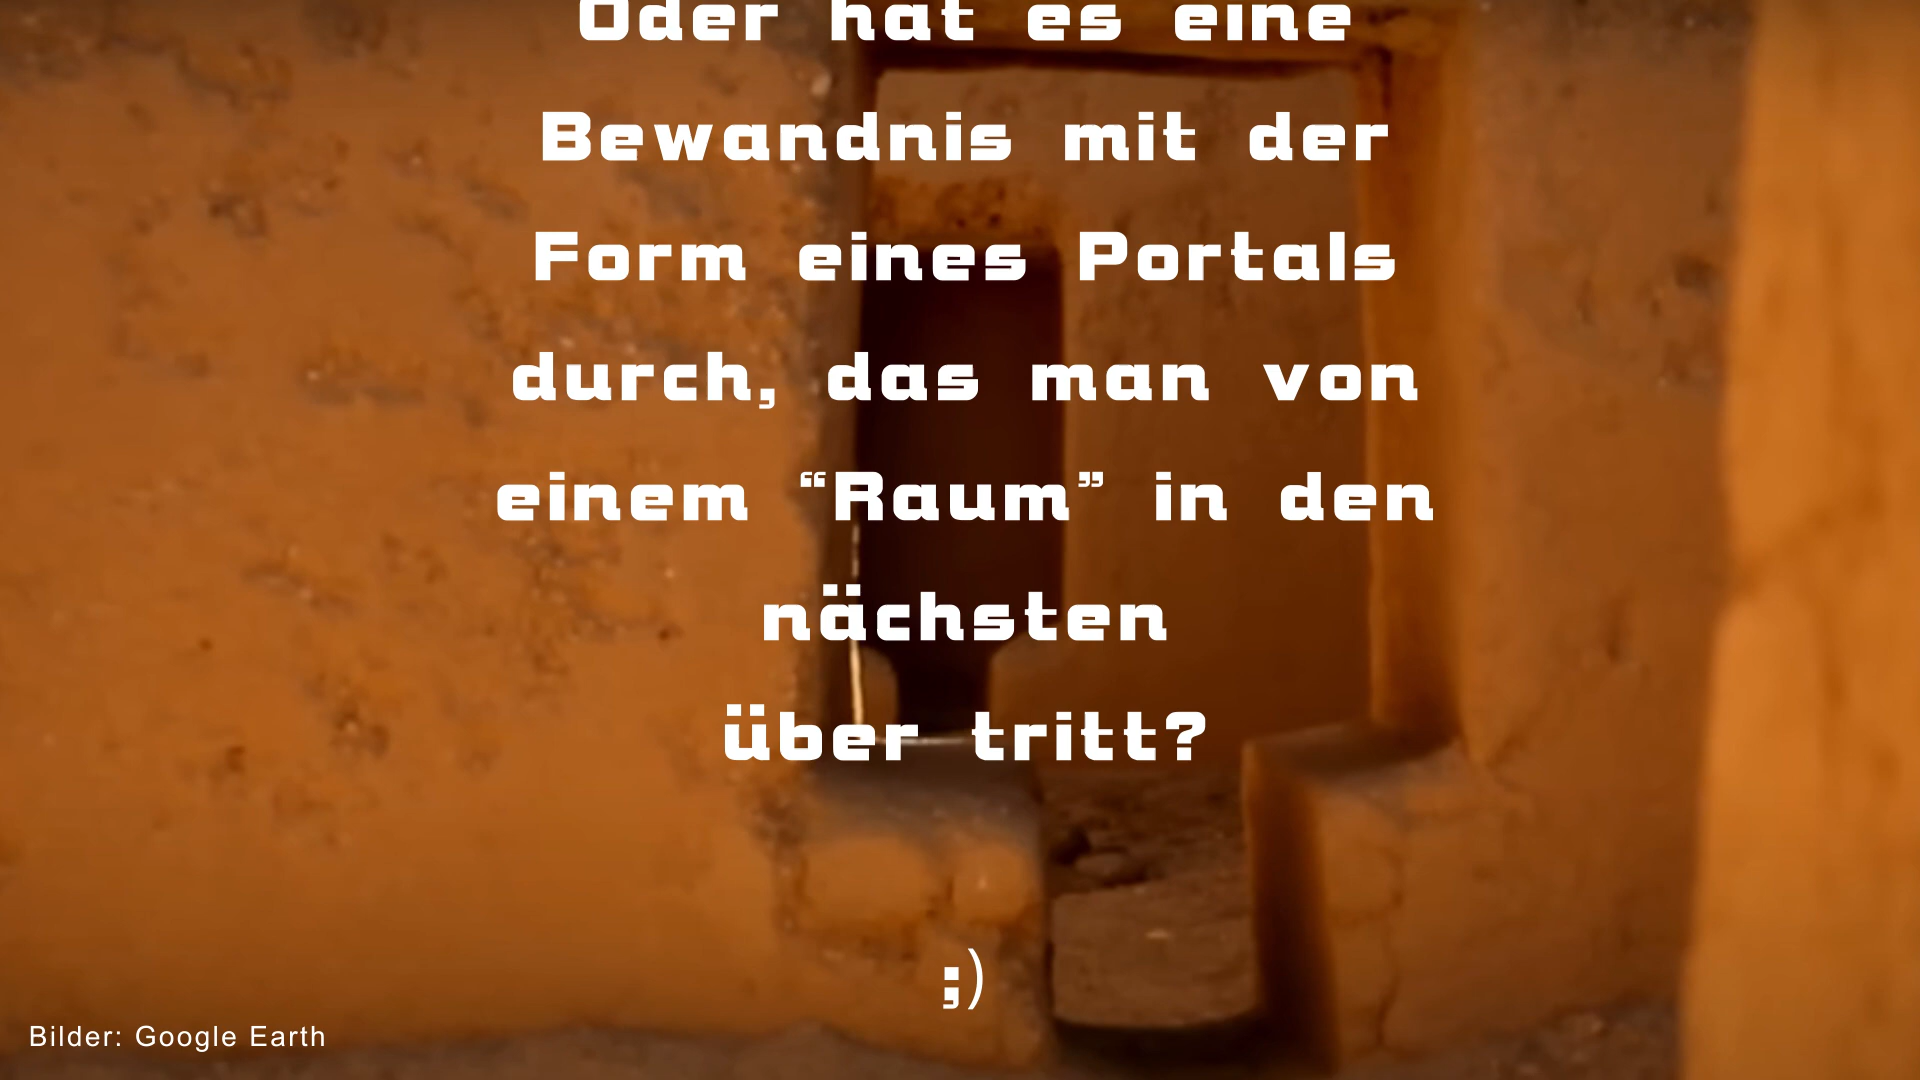 Oder hat es eine
Bewandnis mit der
Form eines Portals
durch, das man von
einem “Raum” in den
nächsten
über tritt?
;)
Bilder: Google Earth